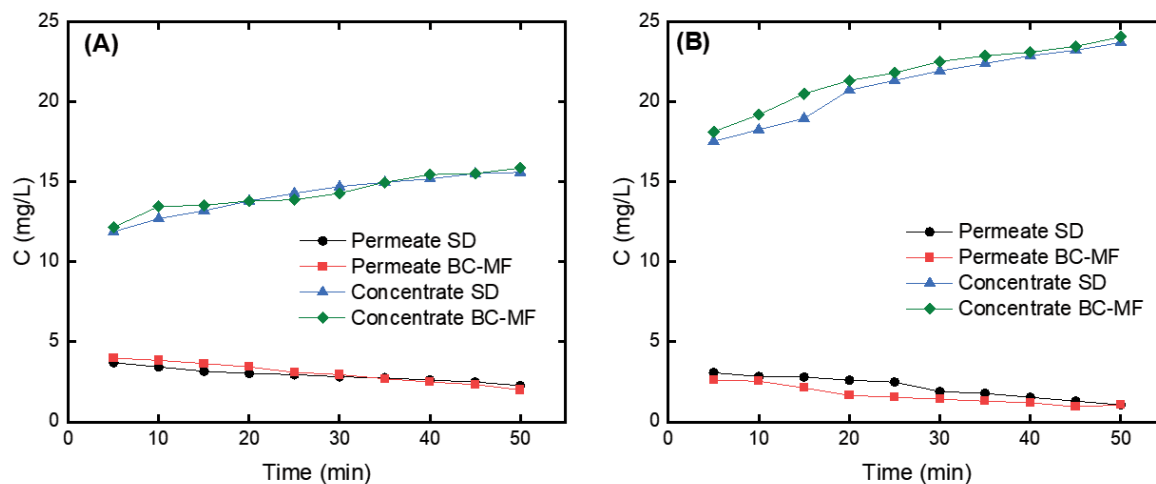 (A)
C (mg/L)
25
20
15
10
5
0
Permeate SD
Permeate BC-MF
Concentrate SD
Concentrate BC-MF
0 10 20 30 40 50
Time (min)
(B)
C (mg/L)
25
20
15
10
5
0
Permeate SD
Permeate BC-MF
Concentrate SD
Concentrate BC-MF
0 10 20 30 40 50
Time (min)